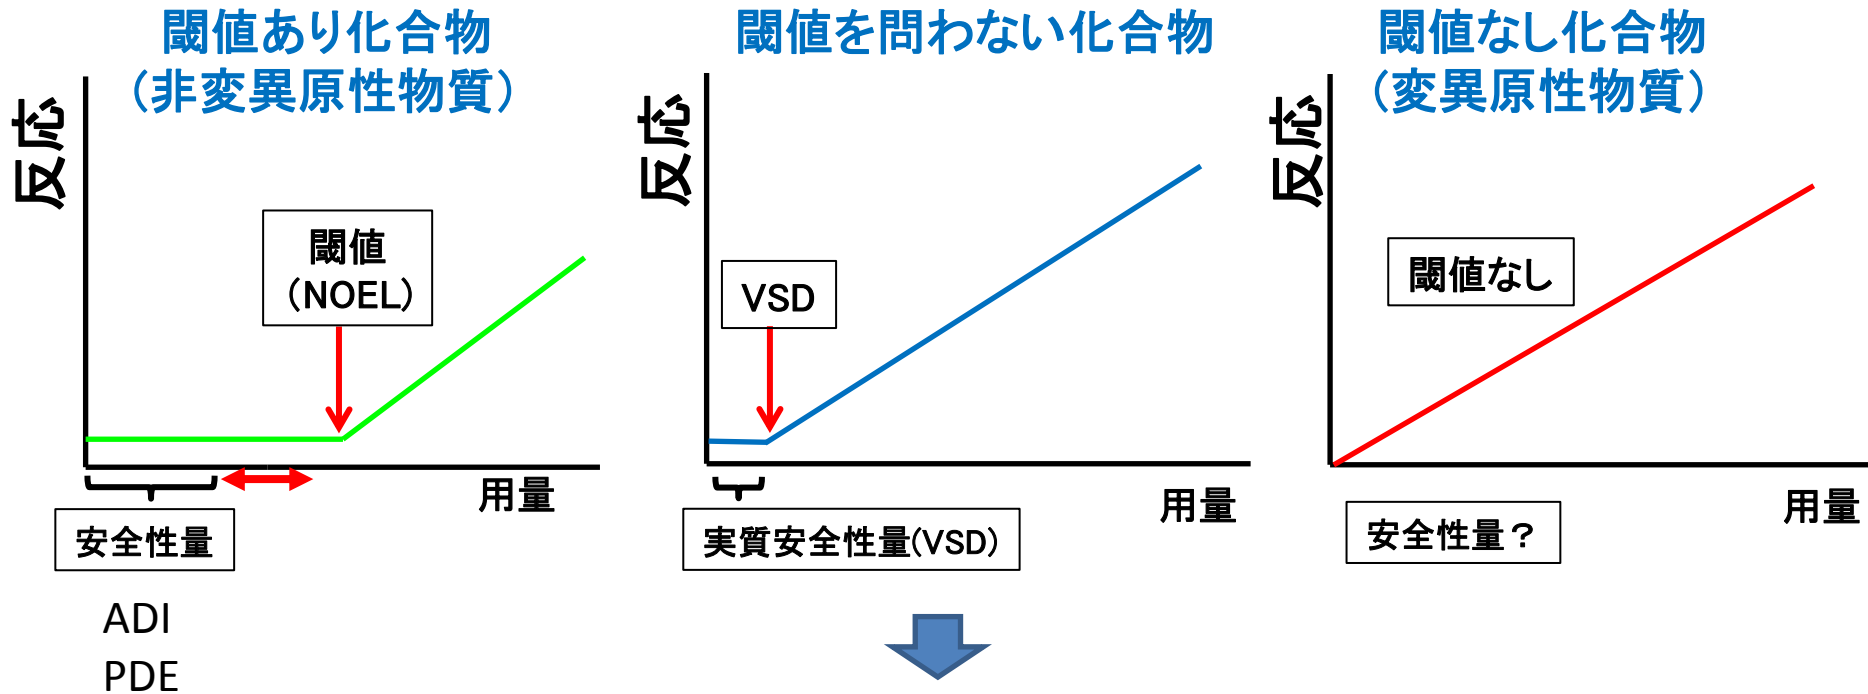 閾値あり化合物
(非変異原性物質)
反応
閾値
(NOEL)
用量
安全性量
ADI
PDE
閾値を問わない化合物
反応
VSD
用量
実質安全性量(VSD)
閾値なし化合物
(変異原性物質)
反応
閾値なし
用量
安全性量？